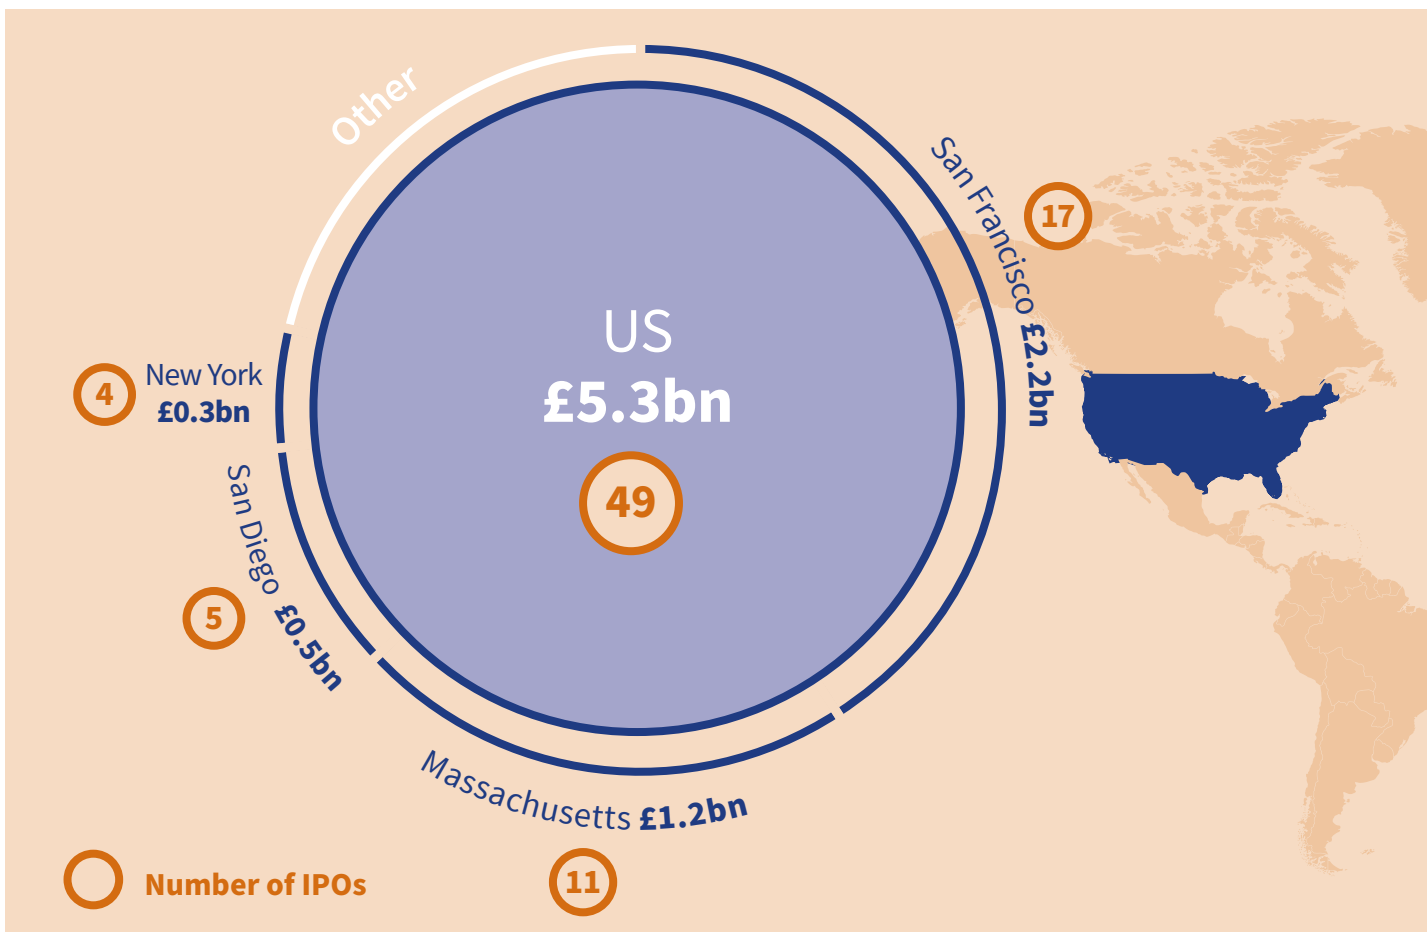 Other
San Francisco £2.2bn
17
US
£5.3bn
49
4
New York
£0.3bn
San Diego £0.5bn
5
Massachusetts £1.2bn
11
Number of IPOs